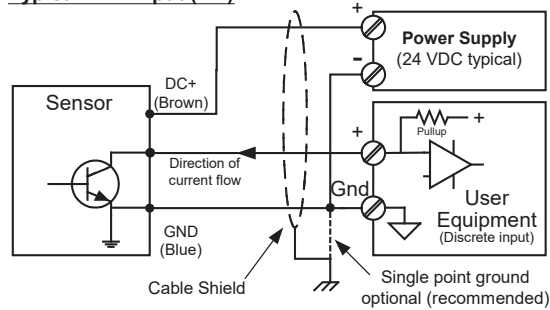 +
Power Supply
(24 VDC typical)
-
DC+
(Brown)
Sensor
+
+
Pullup
Direction of
current flow
Gnd
User
Equipment
(Discrete input)
GND
(Blue)
Cable Shield
Single point ground
optional (recommended)